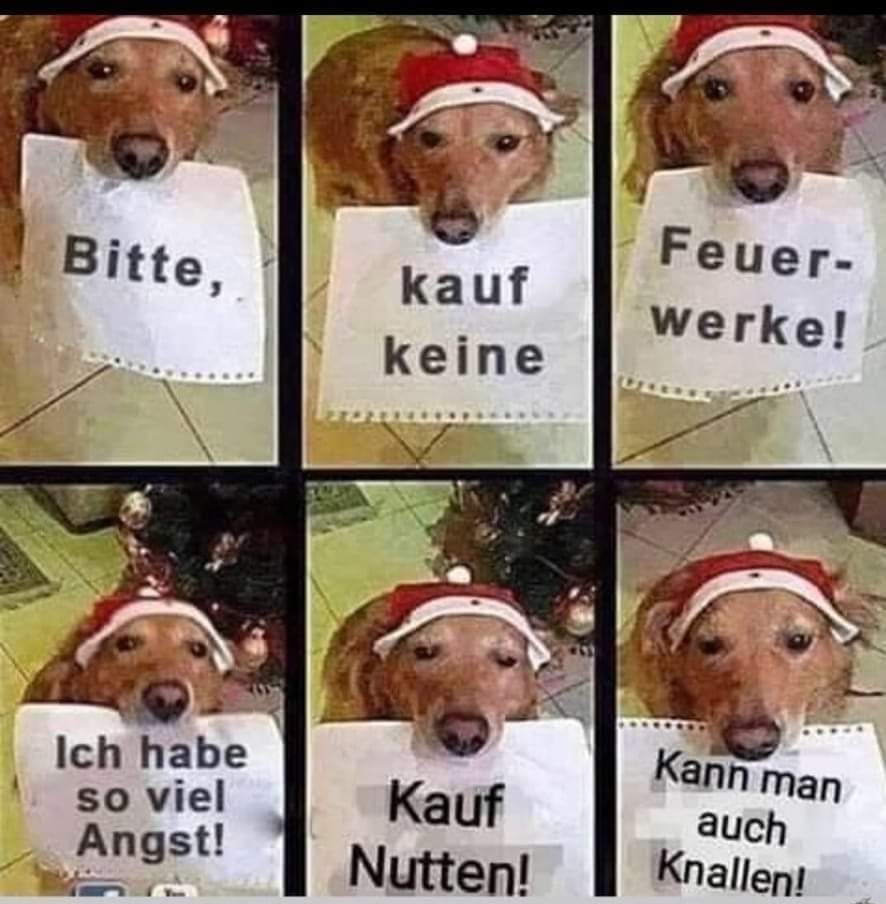 Bitte,
kauf
keine
Feuer-
werke!
Ich habe
so viel
Angst!
Kauf
Nutten!
Kann man
auch
Knallen!